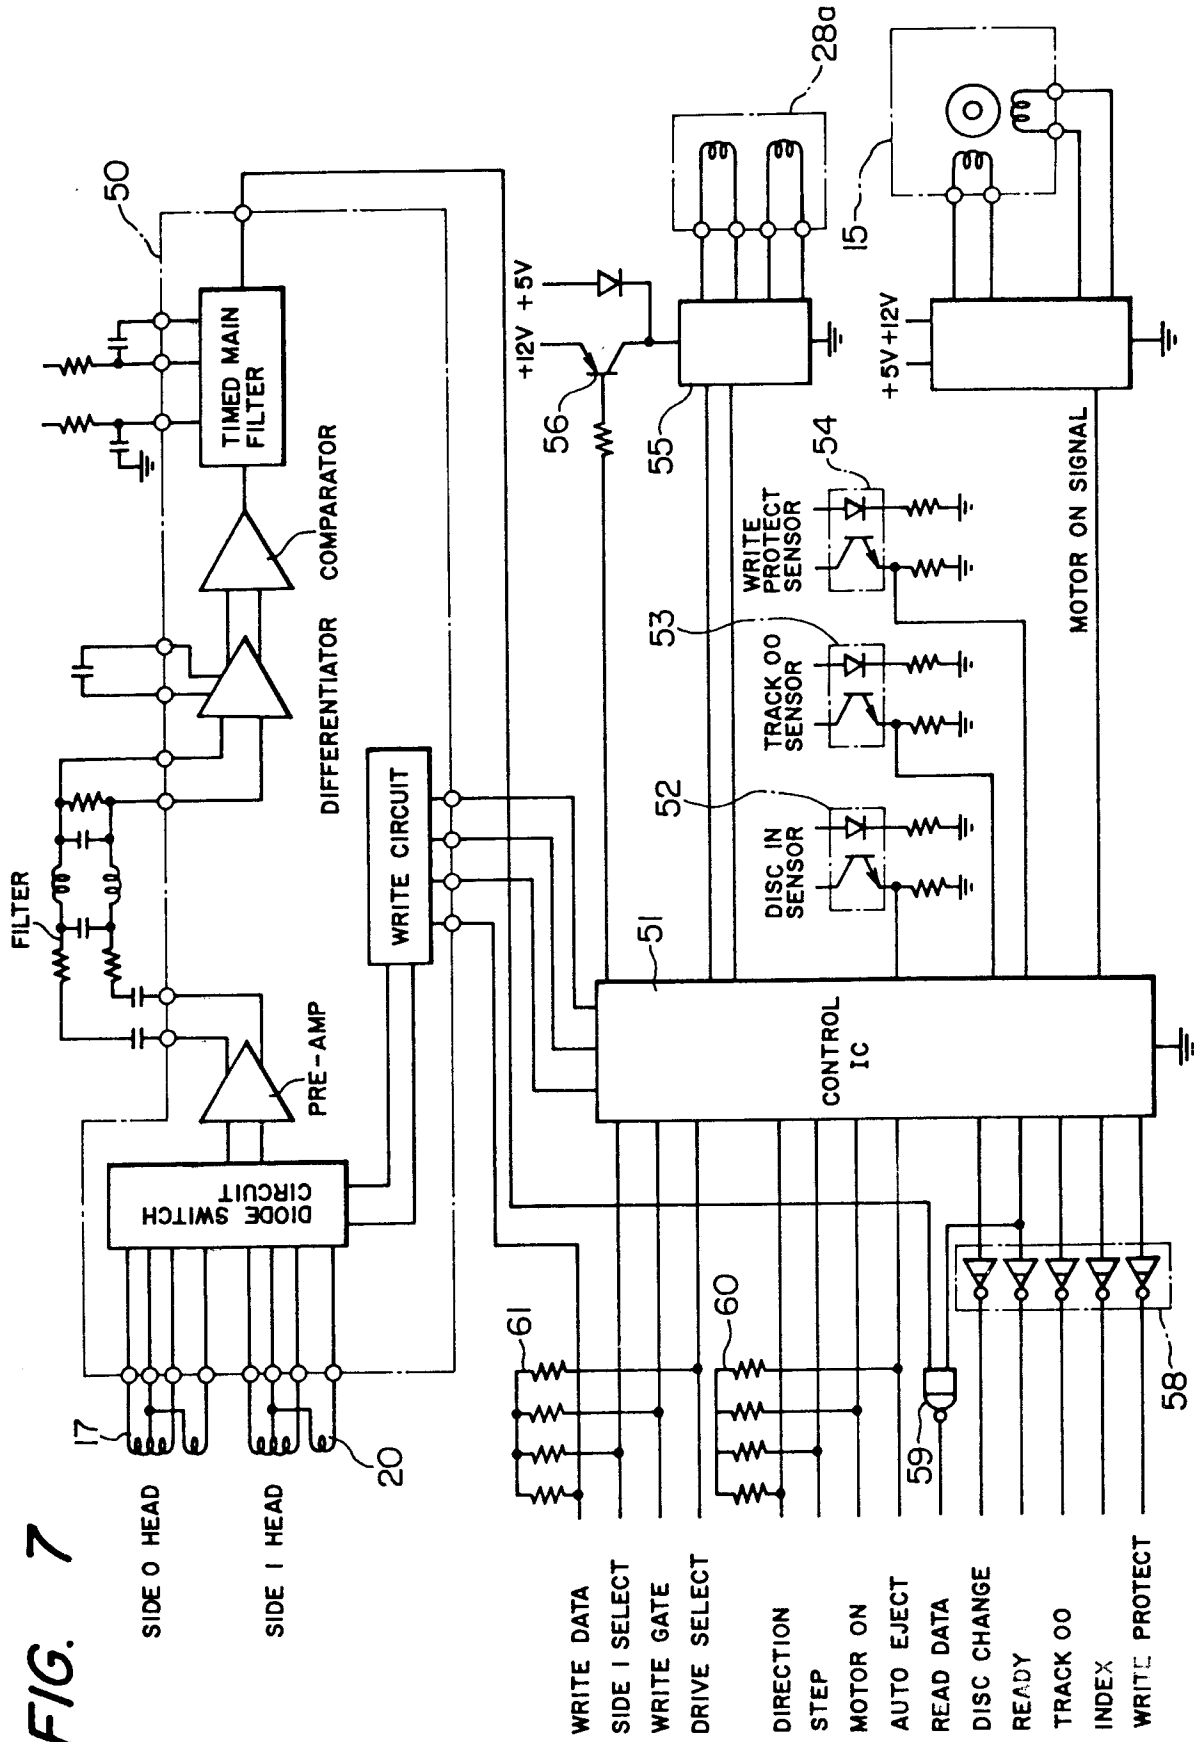 FIG. 7
SIDE 0 HEAD
SIDE 1 HEAD
17
20
DIODE SWITCH
CIRCUIT
PRE-AMP
FILTER
DIFFERENTIATOR
COMPARATOR
TIMED MAIN
FILTER
50
WRITE CIRCUIT
61
60
59
58
WRITE DATA
SIDE 1 SELECT
WRITE GATE
DRIVE SELECT
DIRECTION
STEP
MOTOR ON
AUTO EJECT
READ DATA
DISC CHANGE
READY
TRACK 00
INDEX
WRITE PROTECT
CONTROL
IC
51
DISC IN
SENSOR
52
TRACK 00
SENSOR
53
WRITE
PROTECT
SENSOR
54
MOTOR ON SIGNAL
55
56
+12V +5V
28a
15
+5V +12V